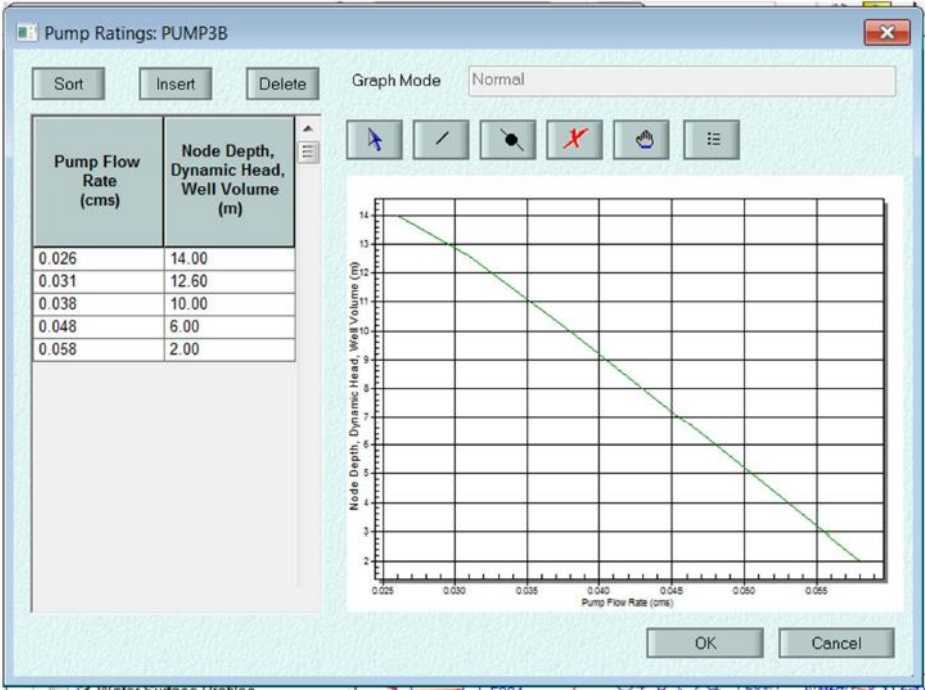 Pump Ratings: PUMP3B
Sort
Insert
Delete
Graph Mode
Normal
Pump Flow
Rate
(cms)
Node Depth,
Dynamic Head,
Well Volume
(m)
0.026 14.00
0.031 12.60
0.038 10.00
0.048 6.00
0.058 2.00
Node Depth, Dynamic Head, Well Volume (m)
14
13
12
11
10
9
8
7
6
5
4
3
2
0.025 0.030 0.035 0.040 0.045 0.050 0.055
Pump Flow Rate (cms)
OK
Cancel